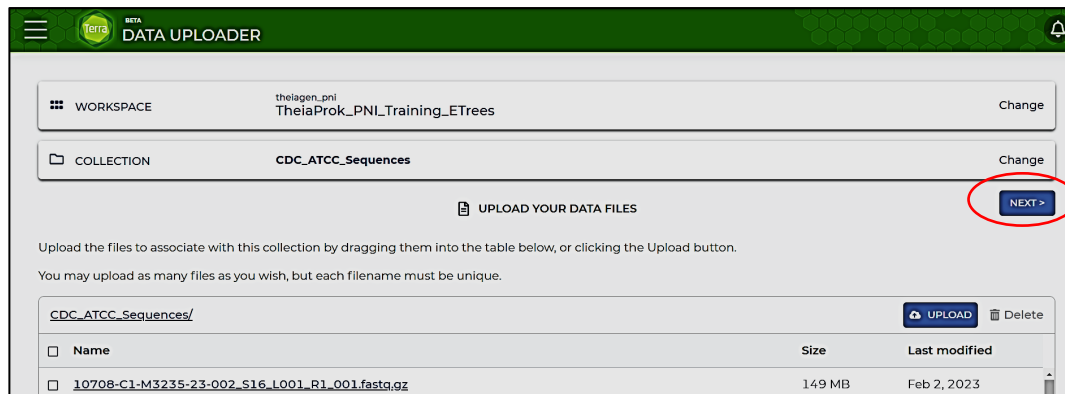 Terra
BETA
DATA UPLOADER
WORKSPACE
theiagen_pni
TheiaProk_PNI_Training_ETrees
Change
COLLECTION
CDC_ATCC_Sequences
Change
UPLOAD YOUR DATA FILES
NEXT >
Upload the files to associate with this collection by dragging them into the table below, or clicking the Upload button.
You may upload as many files as you wish, but each filename must be unique.
CDC_ATCC_Sequences/
UPLOAD
Delete
Name
Size
Last modified
10708-C1-M3235-23-002_S16_L001_R1_001.fastq.gz
149 MB
Feb 2, 2023